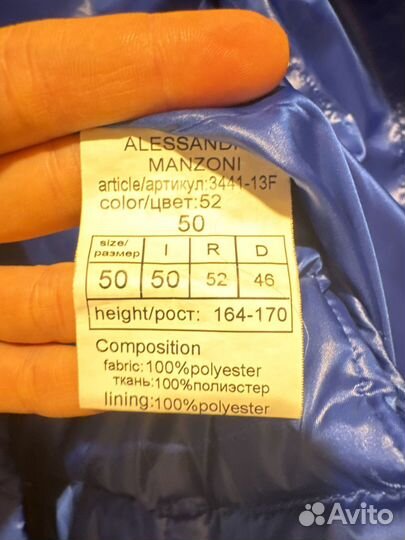 ALESSAND
MANZONI
article/артикул:3441-13F
color/цвет:52
50
size/размер I R D
50 50 52 46
height/рост: 164-170
Composition
fabric:100%polyester
ткань:100%полиэстер
lining:100%polyester
Avito